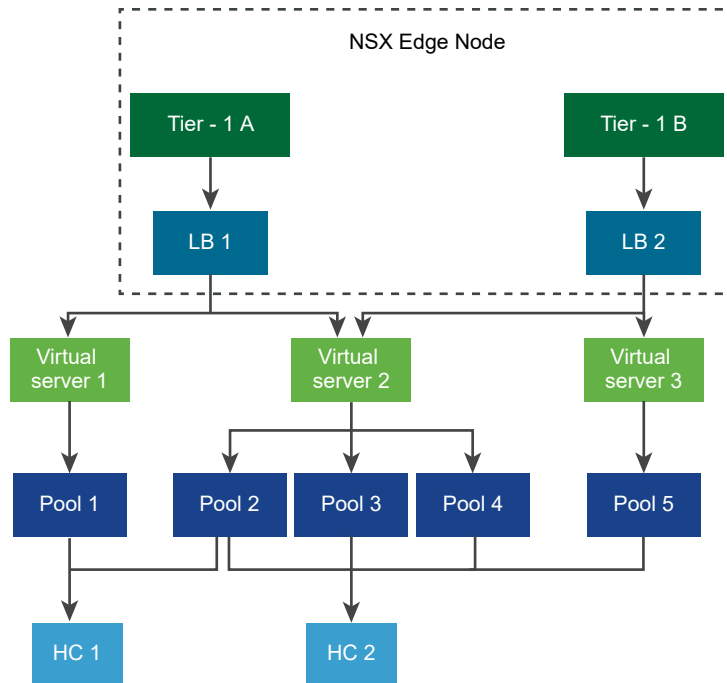 NSX Edge Node
Tier - 1 A
Tier - 1 B
LB 1
LB 2
Virtual
server 1
Virtual
server 2
Virtual
server 3
Pool 1
Pool 2
Pool 3
Pool 4
Pool 5
HC 1
HC 2